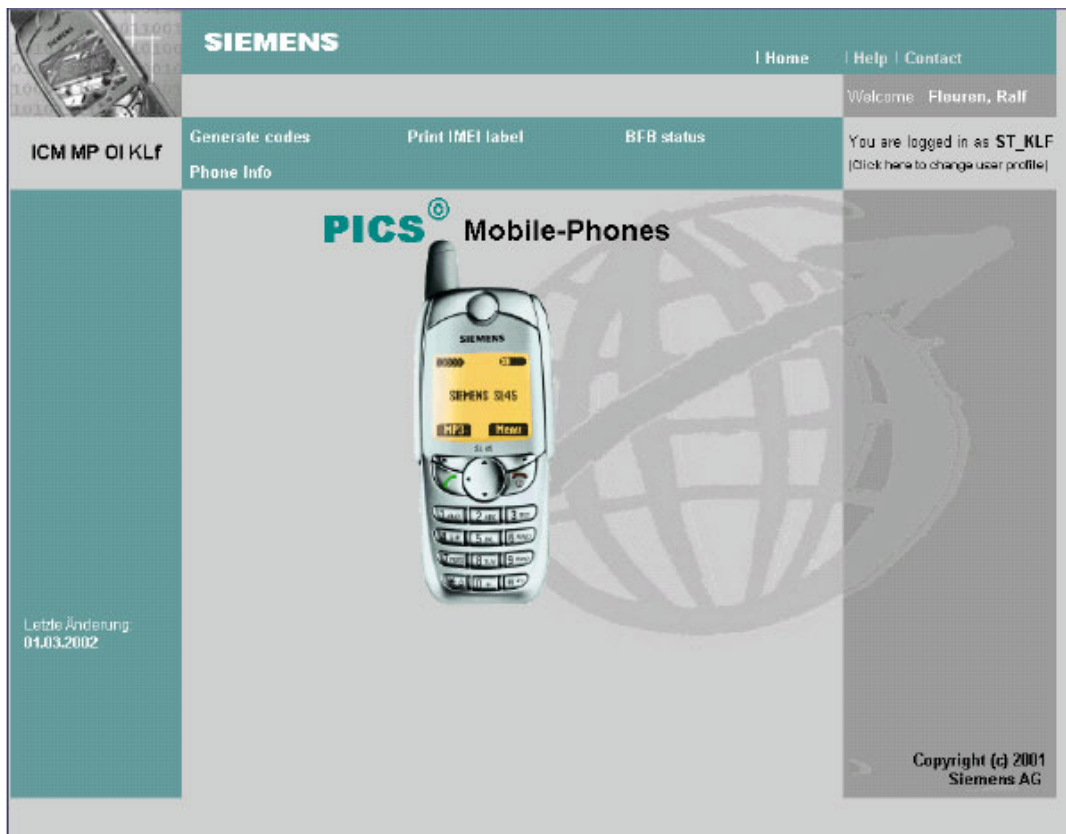 SIEMENS
| Home | Help | Contact
Welcome Fleuren, Ralf
ICM MP OI KLf
Generate codes Print IMEI label BFB status
Phone Info
You are logged in as ST_KLF
(Click here to change user profile)
PICS© Mobile-Phones
SIEMENS
SIEMENS SL45
MP3 Menu
SL45
Letzte Änderung:
01.03.2002
Copyright (c) 2001
Siemens AG